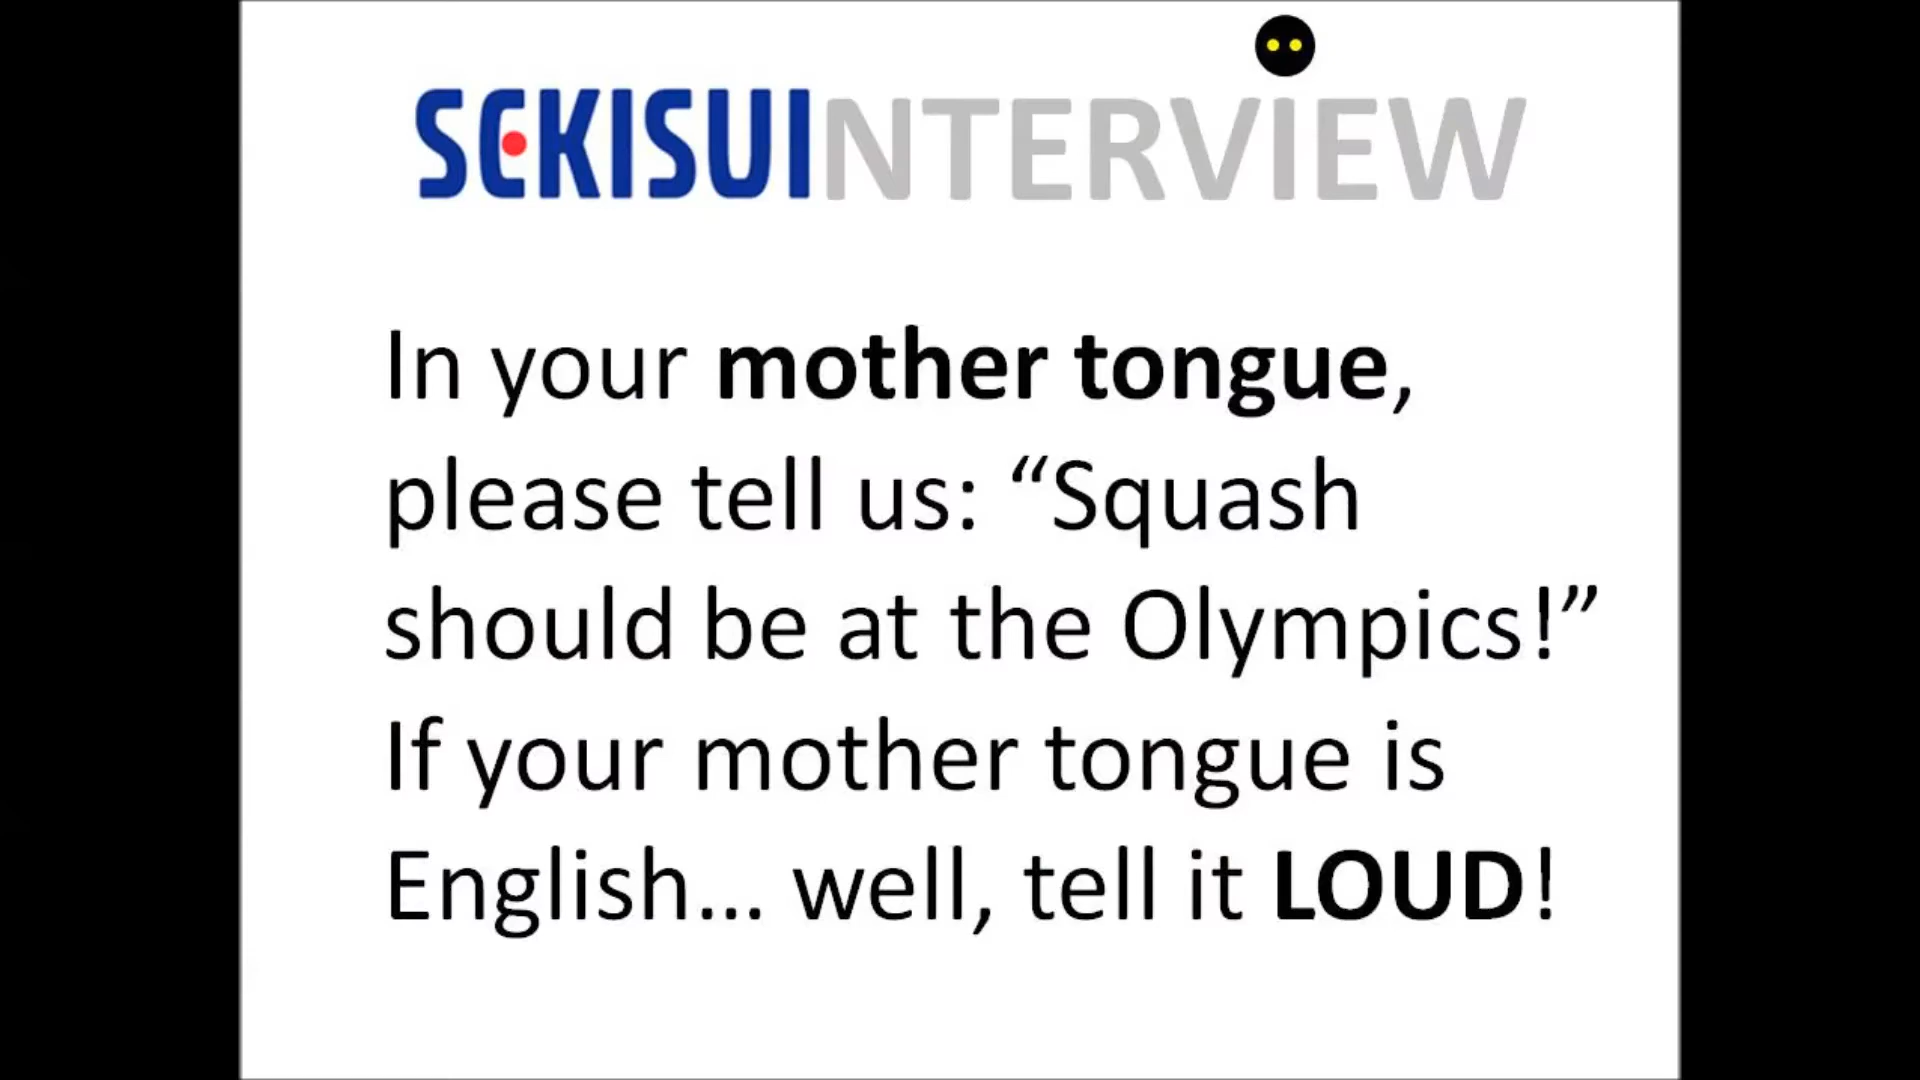 SEKISUINTERVIEW
In your mother tongue,
please tell us: “Squash
should be at the Olympics!”
If your mother tongue is
English... well, tell it LOUD!